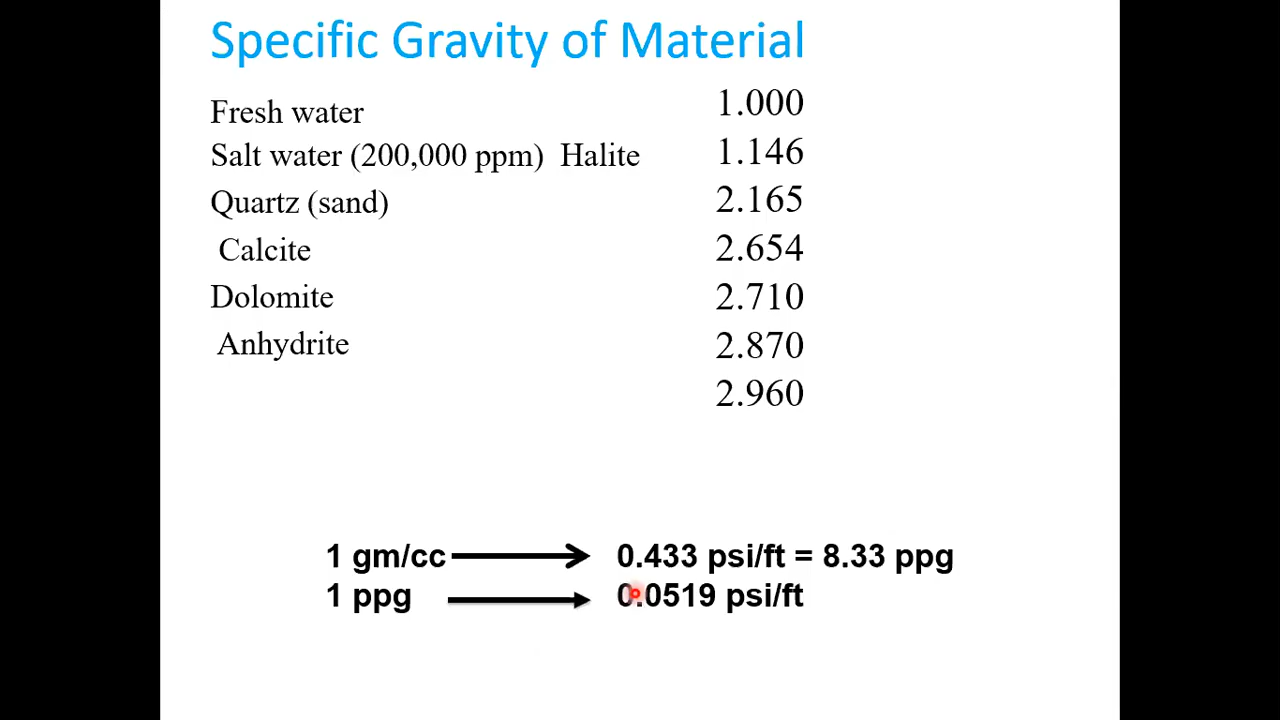 Specific Gravity of Material
Fresh water 1.000
Salt water (200,000 ppm) Halite 1.146
Quartz (sand) 2.165
Calcite 2.654
Dolomite 2.710
Anhydrite 2.870
2.960
1 gm/cc 0.433 psi/ft = 8.33 ppg
1 ppg 0.0519 psi/ft